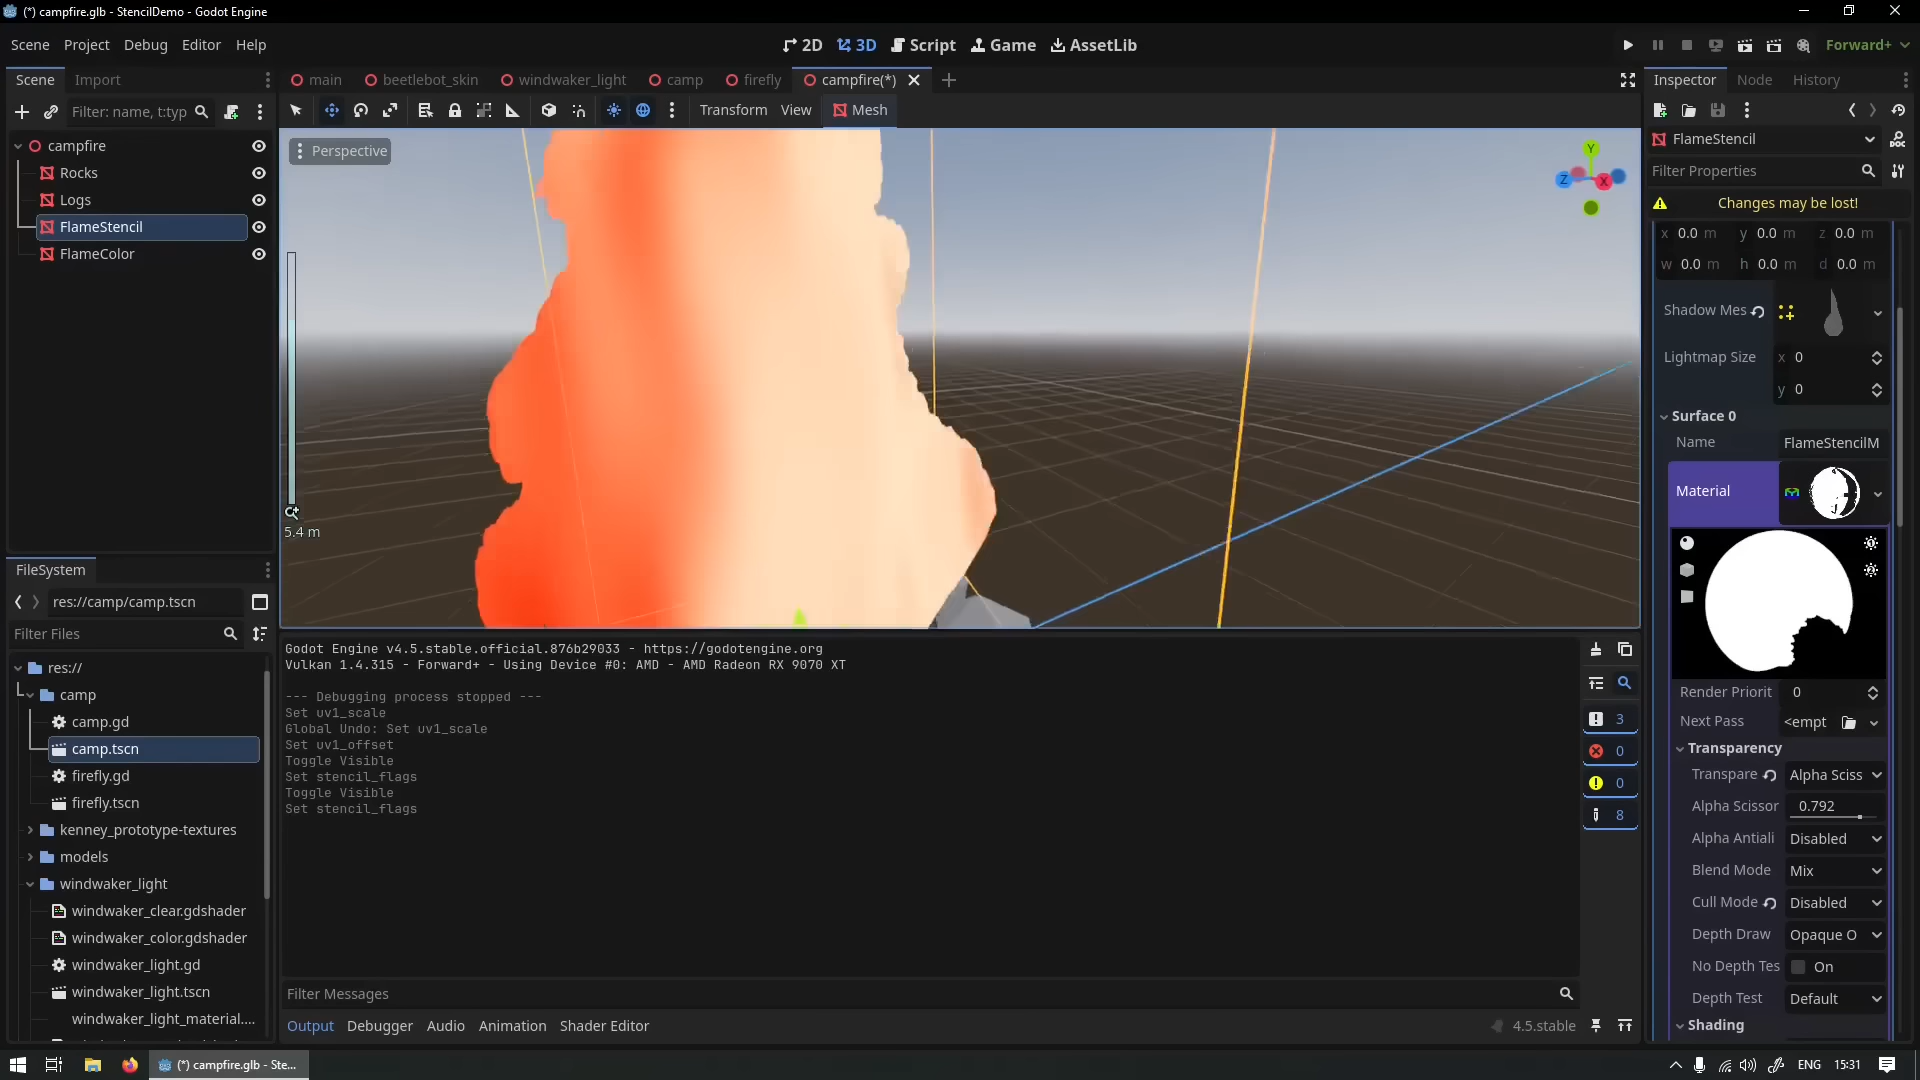 (*) campfire.glb - StencilDemo - Godot Engine
Scene Project Debug Editor Help
2D 3D Script Game AssetLib
Forward+
Scene Import
main beetlebot_skin windwaker_light camp firefly campfire(*)
Inspector Node History
Filter: name, t:typ
Transform View Mesh
campfire
Rocks
Logs
FlameStencil
FlameColor
Perspective
Y
Z
X
5.4 m
FlameStencil
Filter Properties
Changes may be lost!
x 0.0 m y 0.0 m z 0.0 m
w 0.0 m h 0.0 m d 0.0 m
Shadow Mes
Lightmap Size x 0
y 0
Surface 0
Name FlameStencilM
Material
Render Priorit 0
Next Pass <empt
Transparency
Transpare Alpha Sciss
Alpha Scissor 0.792
Alpha Antiali Disabled
Blend Mode Mix
Cull Mode Disabled
Depth Draw Opaque O
No Depth Tes On
Depth Test Default
Shading
FileSystem
res://camp/camp.tscn
Filter Files
res://
camp
camp.gd
camp.tscn
firefly.gd
firefly.tscn
kenney_prototype-textures
models
windwaker_light
windwaker_clear.gdshader
windwaker_color.gdshader
windwaker_light.gd
windwaker_light.tscn
windwaker_light_material....
Godot Engine v4.5.stable.official.876b29033 - https://godotengine.org
Vulkan 1.4.315 - Forward+ - Using Device #0: AMD - AMD Radeon RX 9070 XT
--- Debugging process stopped ---
Set uv1_scale
Global Undo: Set uv1_scale
Set uv1_offset
Toggle Visible
Set stencil_flags
Toggle Visible
Set stencil_flags
3
0
0
8
Filter Messages
Output Debugger Audio Animation Shader Editor
4.5.stable
(*) campfire.glb - Ste...
ENG 15:31